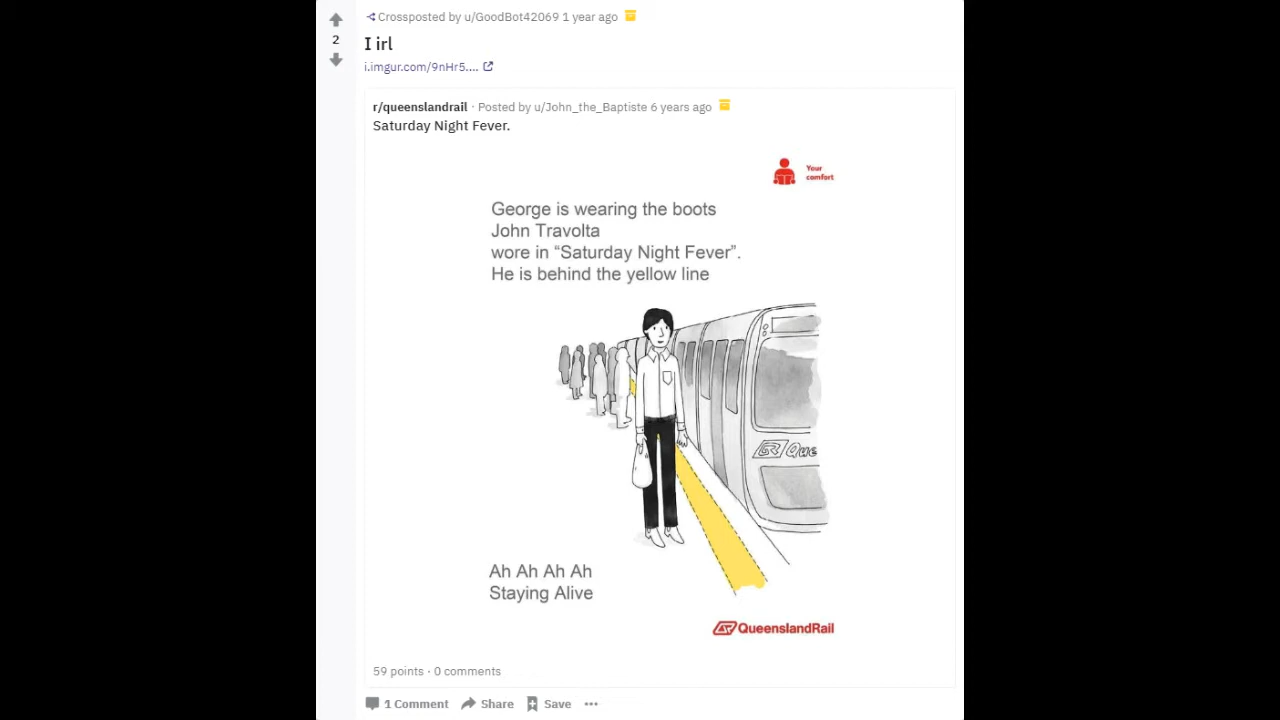 Crossposted by u/GoodBot42069 1 year ago
2
I irl
i.imgur.com/9nHr5....
r/queenslandrail · Posted by u/John_the_Baptiste 6 years ago
Saturday Night Fever.
Your
comfort
George is wearing the boots
John Travolta
wore in “Saturday Night Fever”.
He is behind the yellow line
QR Que
Ah Ah Ah Ah
Staying Alive
QueenslandRail
59 points · 0 comments
1 Comment Share Save ...